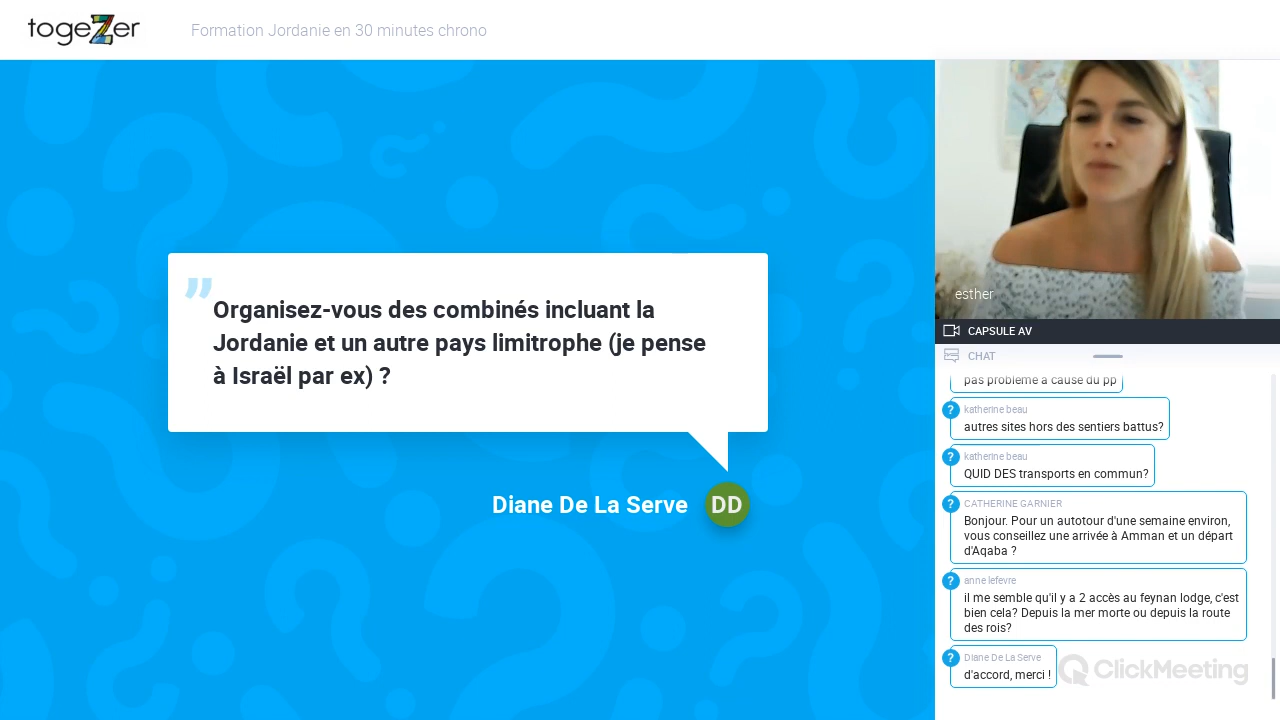 togeZer
Formation Jordanie en 30 minutes chrono
”
Organisez-vous des combinés incluant la
Jordanie et un autre pays limitrophe (je pense
à Israël par ex) ?
Diane De La Serve
DD
esther
CAPSULE AV
CHAT
pas problème à cause du pp
?
katherine beau
autres sites hors des sentiers battus?
?
katherine beau
QUID DES transports en commun?
?
CATHERINE GARNIER
Bonjour. Pour un autotour d'une semaine environ,
vous conseillez une arrivée à Amman et un départ
d'Aqaba ?
?
anne lefevre
il me semble qu'il y a 2 accès au feynan lodge, c'est
bien cela? Depuis la mer morte ou depuis la route
des rois?
?
Diane De La Serve
d'accord, merci !
ClickMeeting